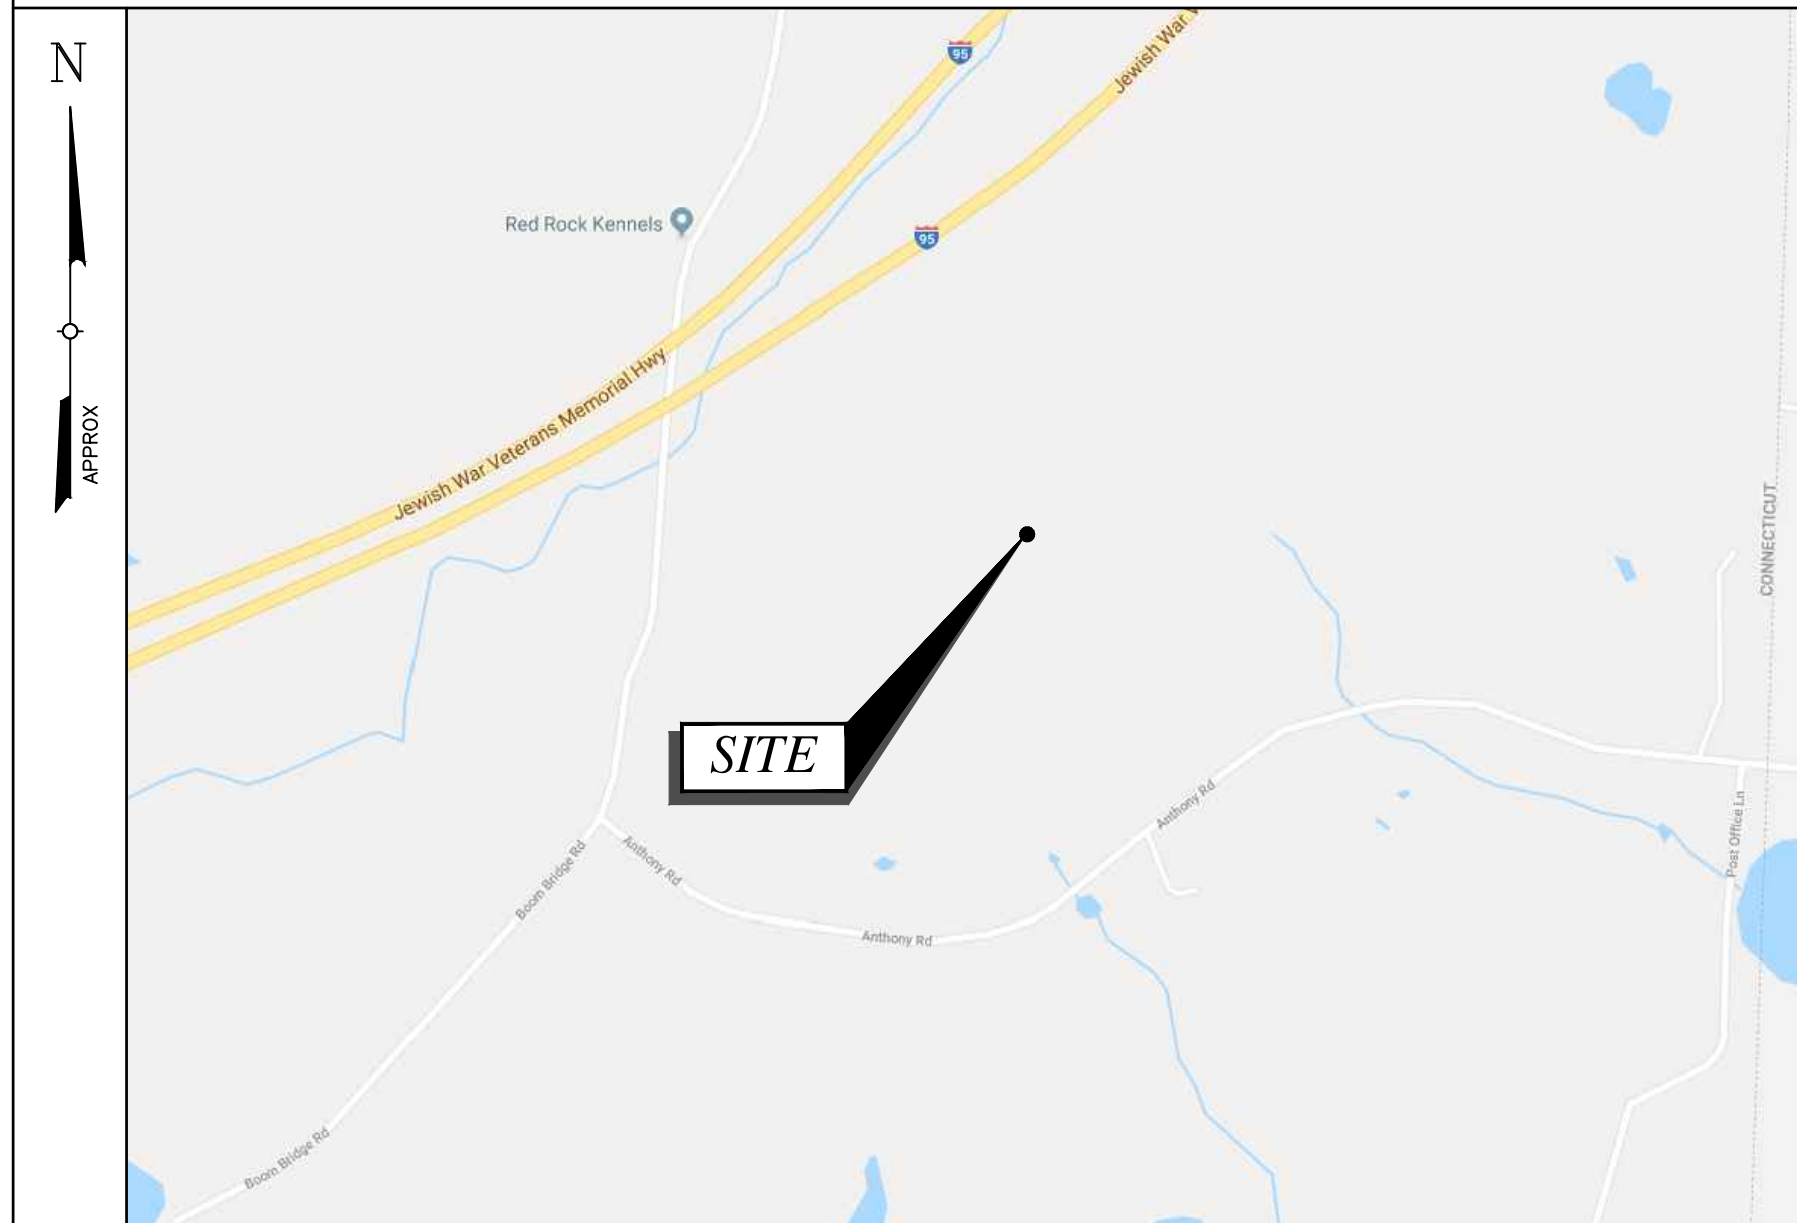 N
APPROX
95
Jewish War V
Red Rock Kennels
95
Jewish War Veterans Memorial Hwy
CONNECTICUT
SITE
Anthony Rd
Post Office Ln
Boom Bridge Rd
Anthony Rd
Anthony Rd
Boom Bridge Rd